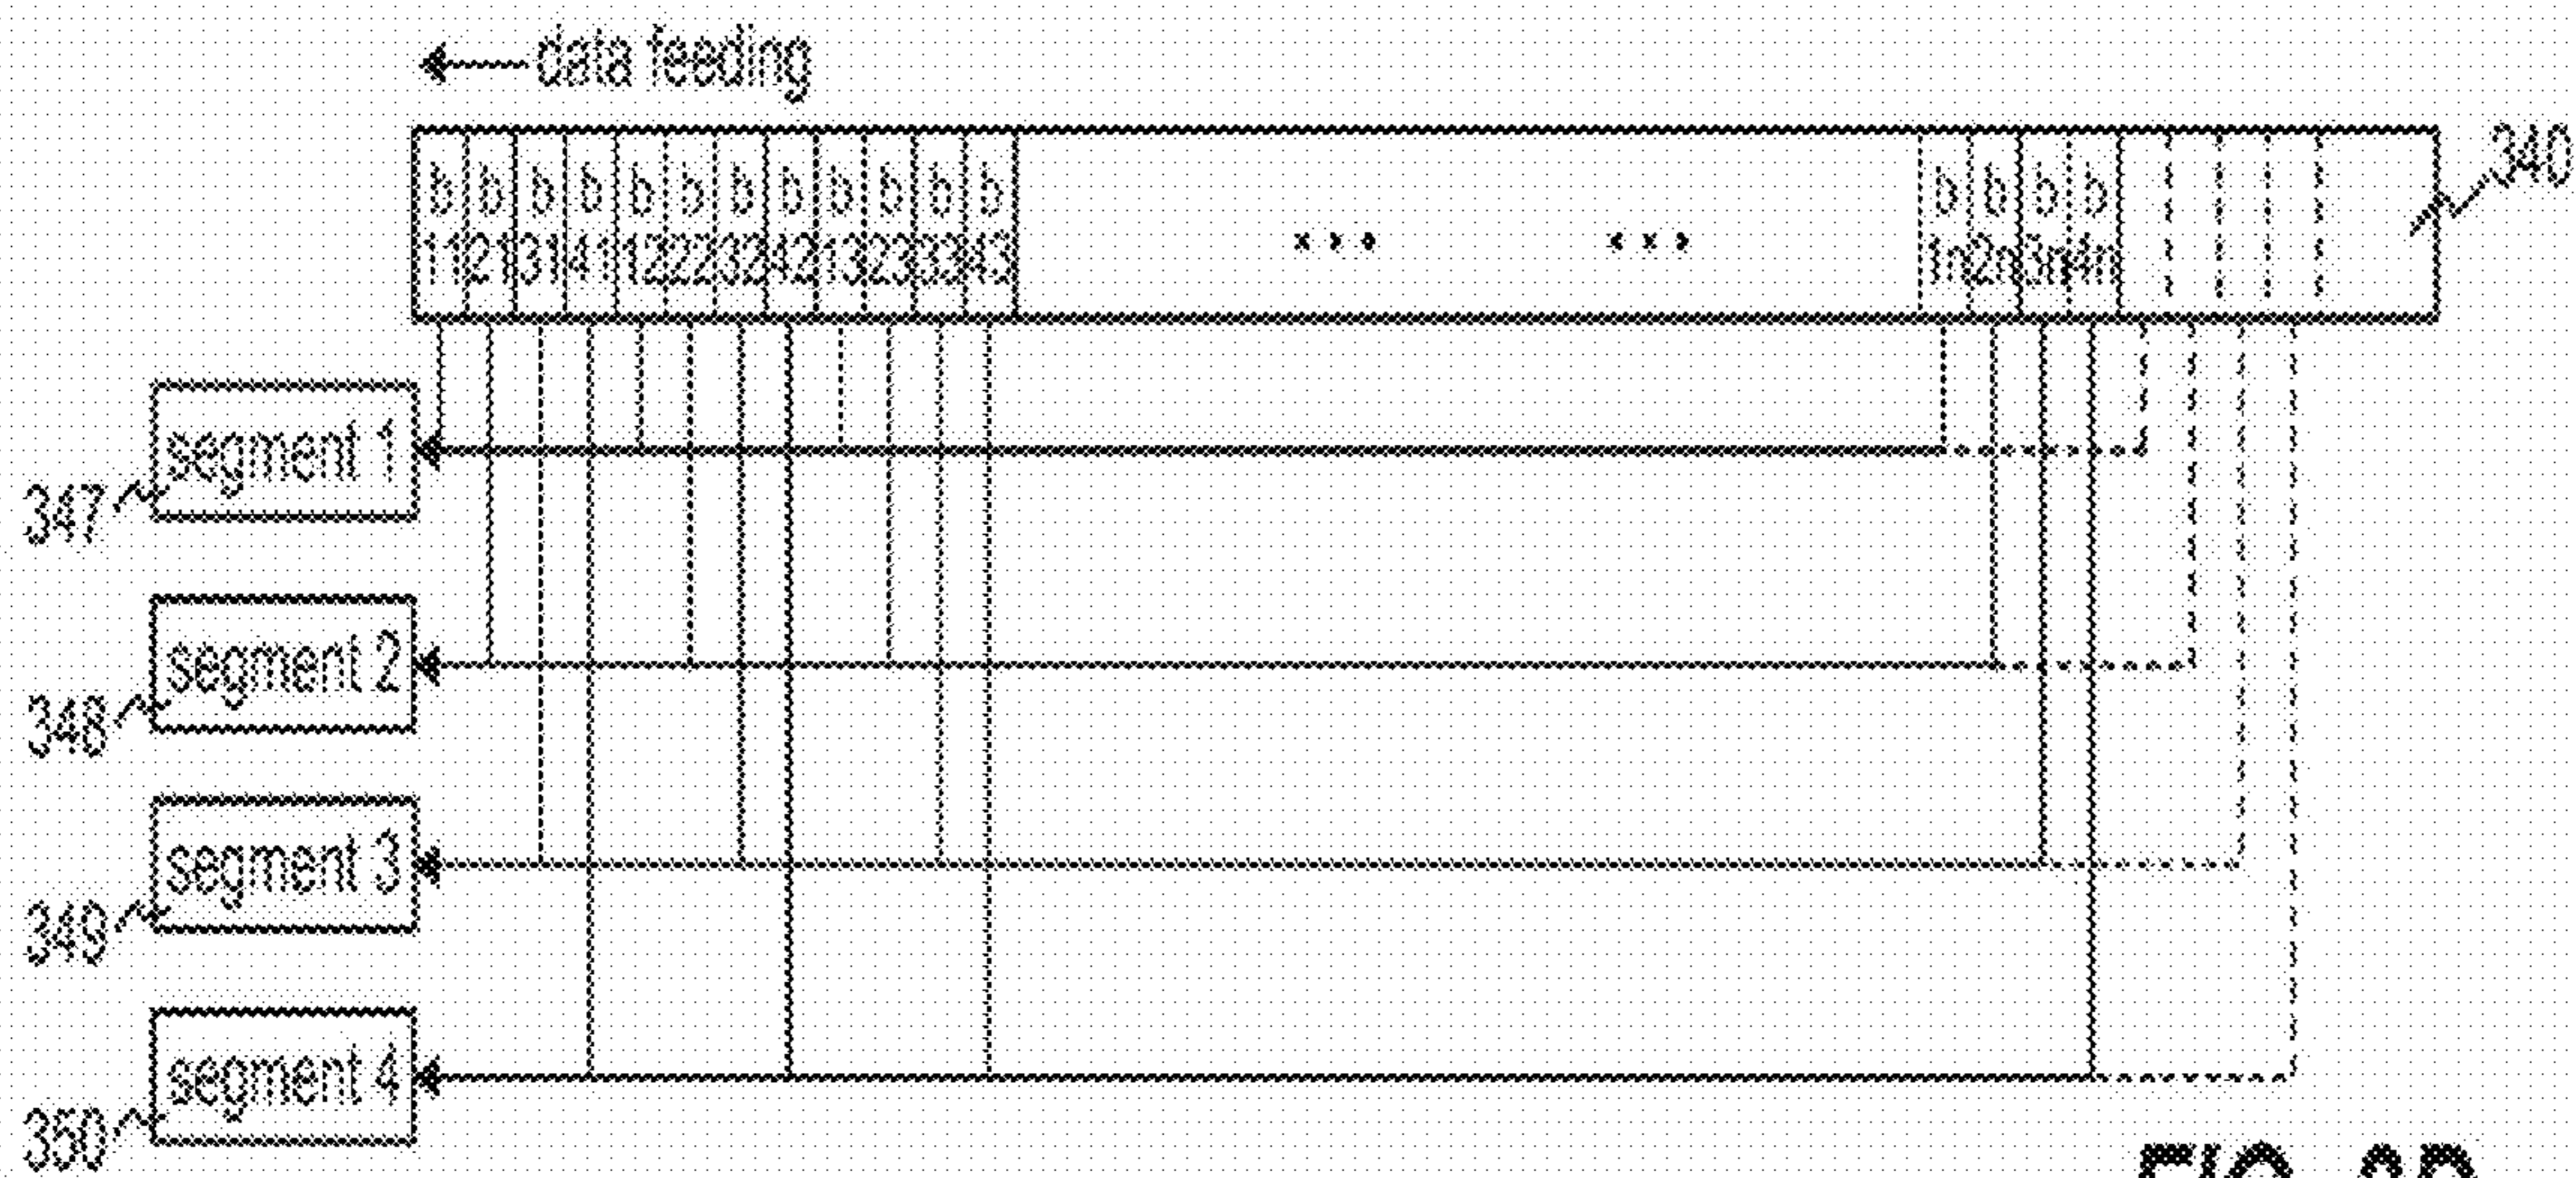 data feeding
b b b b b b b b b b b b b b b b
11 21 31 41 12 22 32 42 13 23 33 43 1n 2n 3n 4n
340
segment 1
347
segment 2
348
segment 3
349
segment 4
350